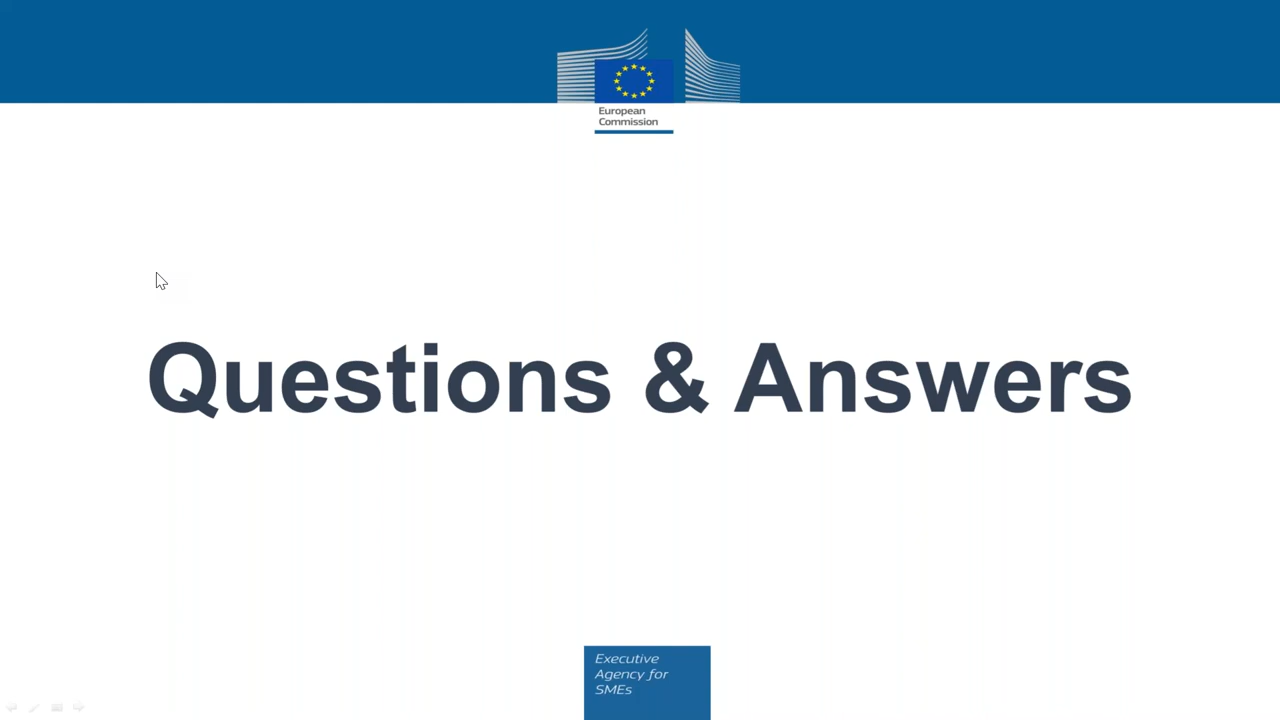 European
Commission
Questions & Answers
Executive
Agency for
SMEs